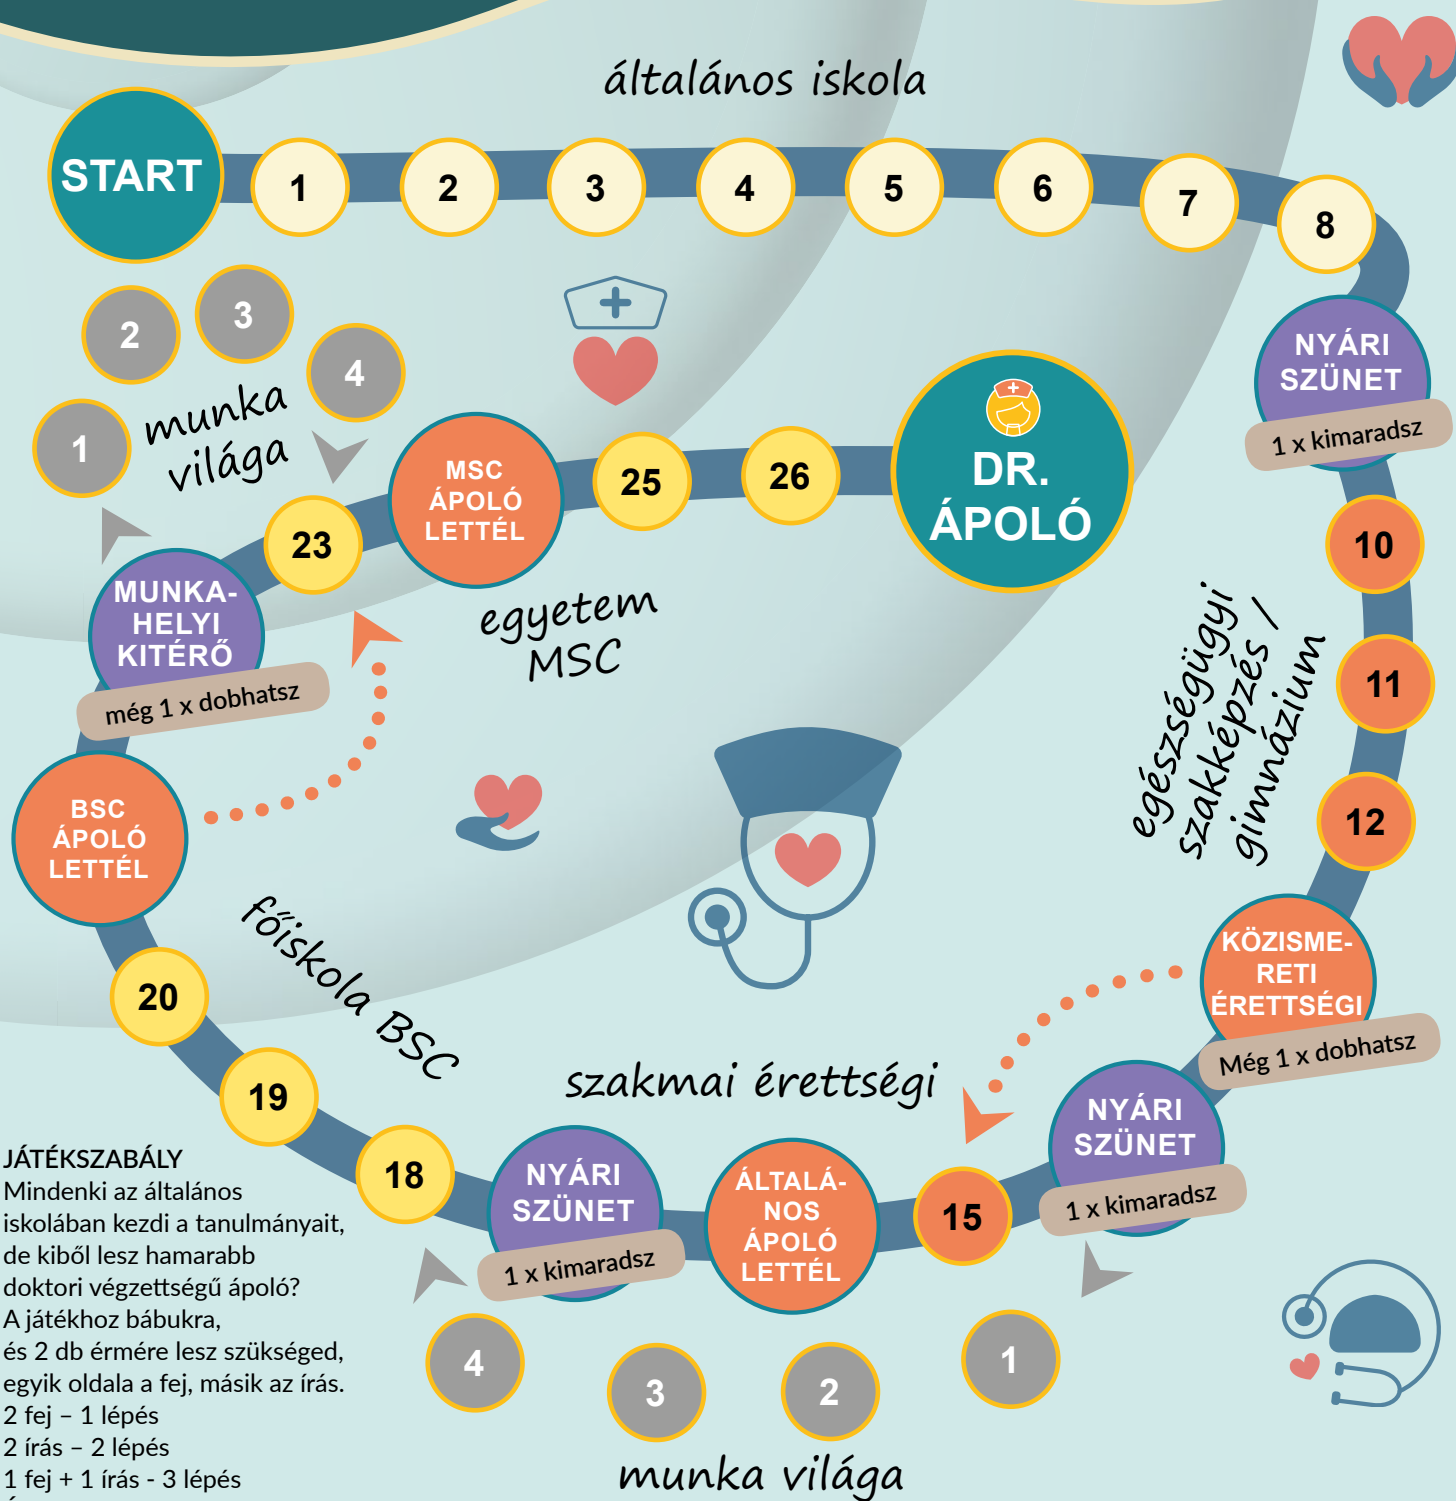 általános iskola
START
1
2
3
4
5
6
7
8
NYÁRI
SZÜNET
1 x kimaradsz
10
11
12
egészségügyi
szakképzés /
gimnázium
KÖZISME-
RETI
ÉRETTSÉGI
Még 1 x dobhatsz
NYÁRI
SZÜNET
1 x kimaradsz
15
szakmai érettségi
ÁLTALÁ-
NOS
ÁPOLÓ
LETTÉL
NYÁRI
SZÜNET
1 x kimaradsz
1
2
3
4
munka világa
18
19
20
főiskola BSC
BSC
ÁPOLÓ
LETTÉL
MUNKA-
HELYI
KITÉRŐ
még 1 x dobhatsz
1
2
3
4
munka
világa
23
MSC
ÁPOLÓ
LETTÉL
egyetem
MSC
25
26
DR.
ÁPOLÓ
JÁTÉKSZABÁLY
Mindenki az általános
iskolában kezdi a tanulmányait,
de kiből lesz hamarabb
doktori végzettségű ápoló?
A játékhoz bábukra,
és 2 db érmére lesz szükséged,
egyik oldala a fej, másik az írás.
2 fej – 1 lépés
2 írás – 2 lépés
1 fej + 1 írás - 3 lépés